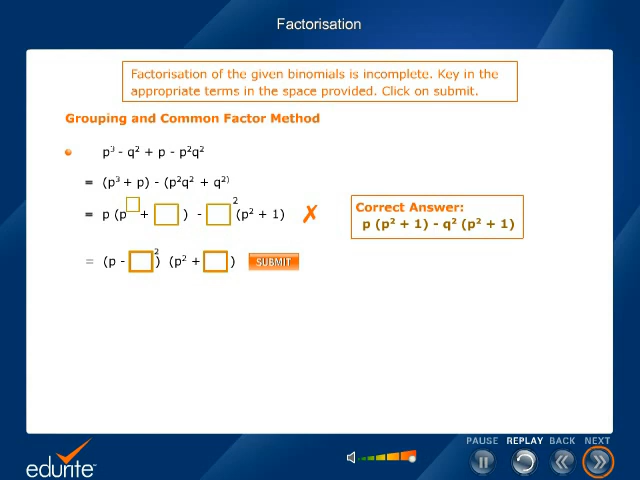 Factorisation
Factorisation of the given binomials is incomplete. Key in the
appropriate terms in the space provided. Click on submit.
Grouping and Common Factor Method
p³ - q² + p - p²q²
= (p³ + p) - (p²q² + q²⁾
= p (p□ + □ ) - □² (p² + 1) ✗
Correct Answer:
p (p² + 1) - q² (p² + 1)
= (p - □²) (p² + □ ) SUBMIT
PAUSE REPLAY BACK NEXT
edurite™